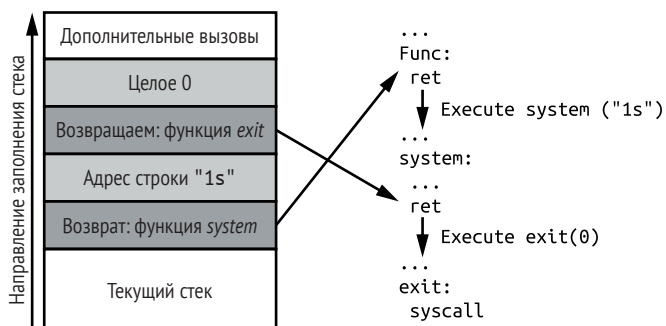 Направление заполнения стека
Дополнительные вызовы
Целое 0
Возвращаем: функция exit
Адрес строки "1s"
Возврат: функция system
Текущий стек
...
Func:
ret
Execute system ("1s")
...
system:
...
ret
Execute exit(0)
...
exit:
syscall